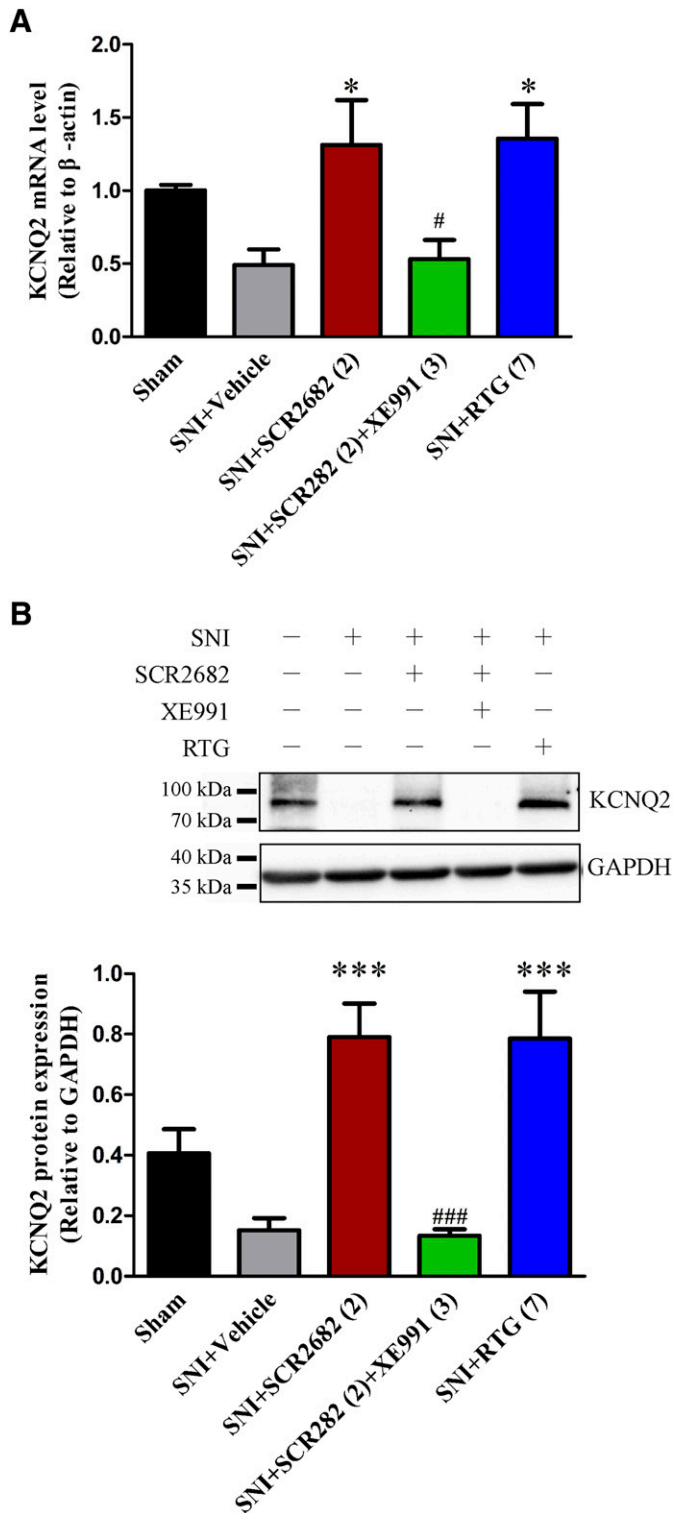 A
KCNQ2 mRNA level
(Relative to β -actin)
2.0
1.5
1.0
0.5
0.0
*
#
*
Sham
SNI+Vehicle
SNI+SCR2682 (2)
SNI+SCR282 (2)+XE991 (3)
SNI+RTG (7)
B
SNI − + + + +
SCR2682 − − + + −
XE991 − − − + −
RTG − − − − +
100 kDa
70 kDa
KCNQ2
40 kDa
35 kDa
GAPDH
KCNQ2 protein expression
(Relative to GAPDH)
1.0
0.8
0.6
0.4
0.2
0.0
***
###
***
Sham
SNI+Vehicle
SNI+SCR2682 (2)
SNI+SCR282 (2)+XE991 (3)
SNI+RTG (7)